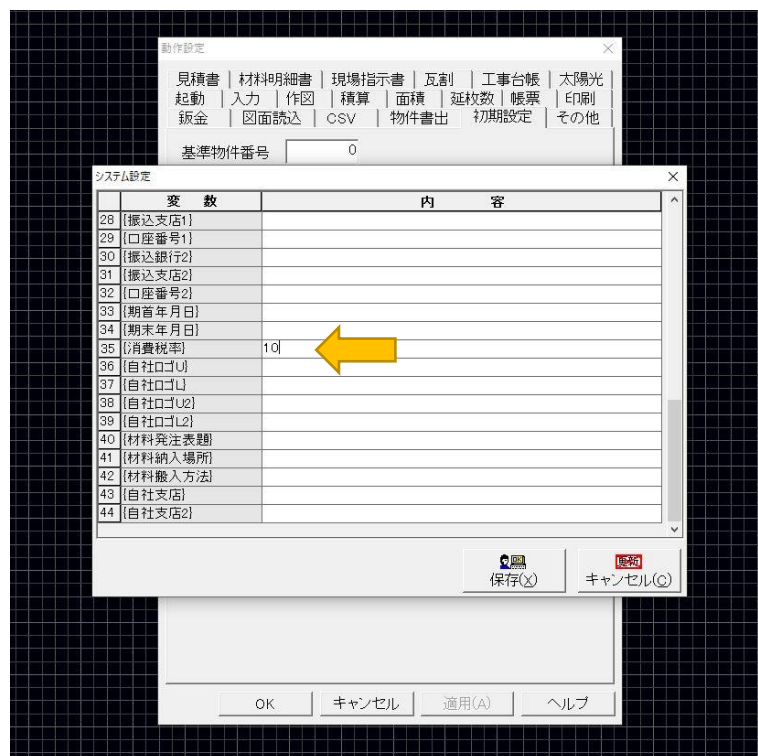 動作設定
見積書 材料明細書 現場指示書 瓦割 工事台帳 太陽光
起動 入力 作図 積算 面積 延枚数 帳票 印刷
鈑金 図面読込 CSV 物件書出 初期設定 その他
基準物件番号 0
システム設定
変 数 内 容
28 {振込支店1}
29 {口座番号1}
30 {振込銀行2}
31 {振込支店2}
32 {口座番号2}
33 {期首年月日}
34 {期末年月日}
35 {消費税率} 10
36 {自社ロゴU}
37 {自社ロゴL}
38 {自社ロゴU2}
39 {自社ロゴL2}
40 {材料発注表題}
41 {材料納入場所}
42 {材料搬入方法}
43 {自社支店}
44 {自社支店2}
保存(X) キャンセル(C)
OK キャンセル 適用(A) ヘルプ